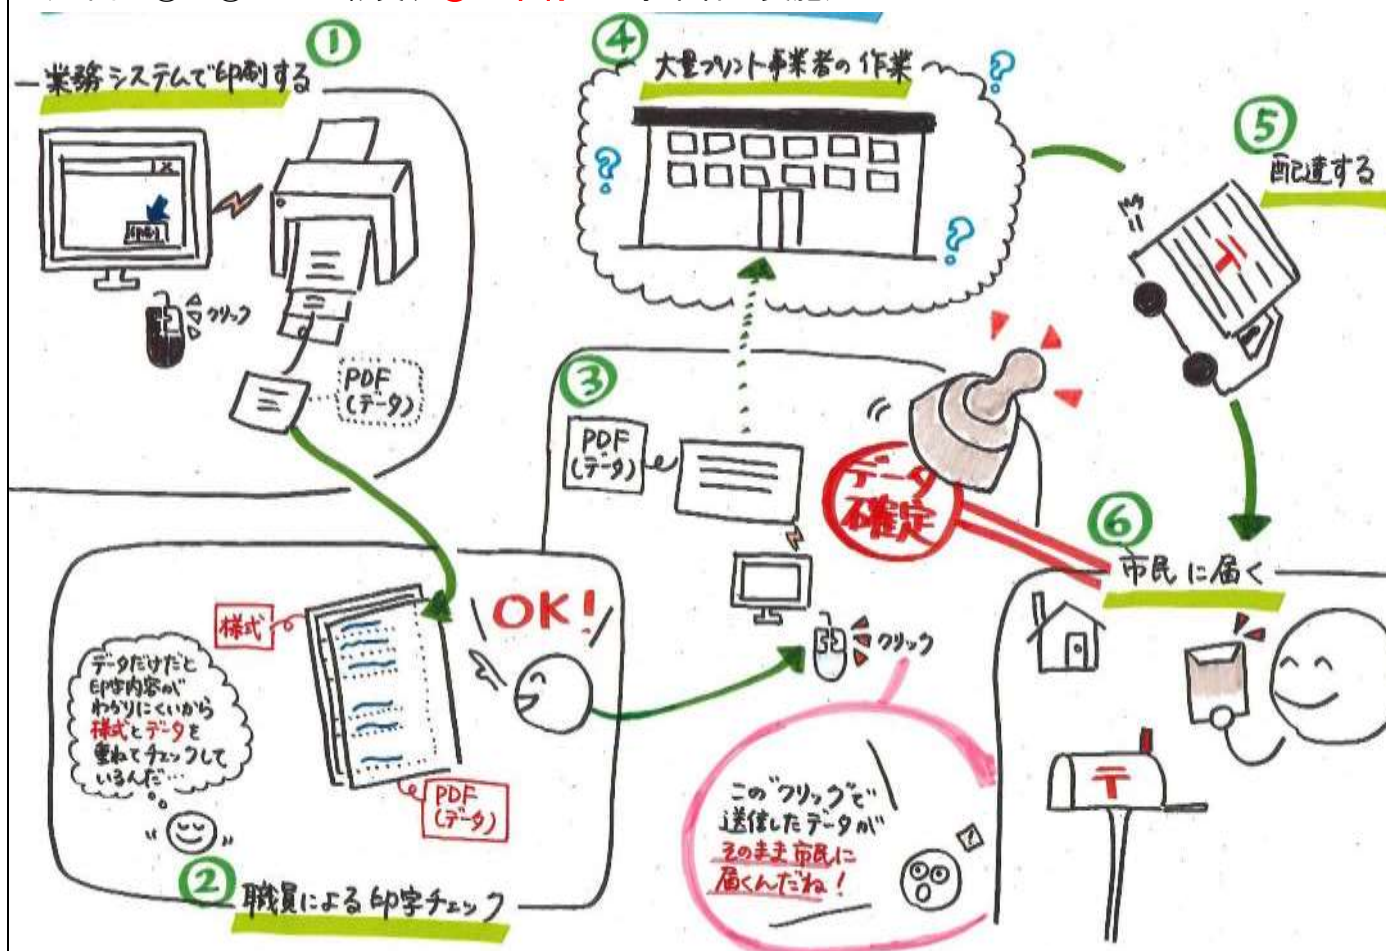 ①
業務システムで印刷する
印刷
クリック
PDF
(データ)
②
職員による印字チェック
様式
データだけだと
印字内容が
わかりにくいから
様式とデータを
重ねてチェックして
いるんだ…
PDF
(データ)
OK!
③
PDF
(データ)
クリック
データ
確定
この"クリック"で
送信したデータが
そのまま市民に
届くんだね!
④
大量プリント事業者の作業
⑤
配達する
〒
⑥
市民に届く
〒